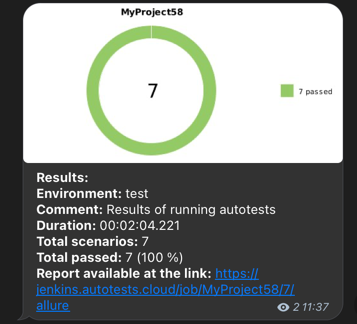 MyProject58
7
7 passed
Results:
Environment: test
Comment: Results of running autotests
Duration: 00:02:04.221
Total scenarios: 7
Total passed: 7 (100 %)
Report available at the link: https://
jenkins.autotests.cloud/job/MyProject58/7/
allure
2 11:37